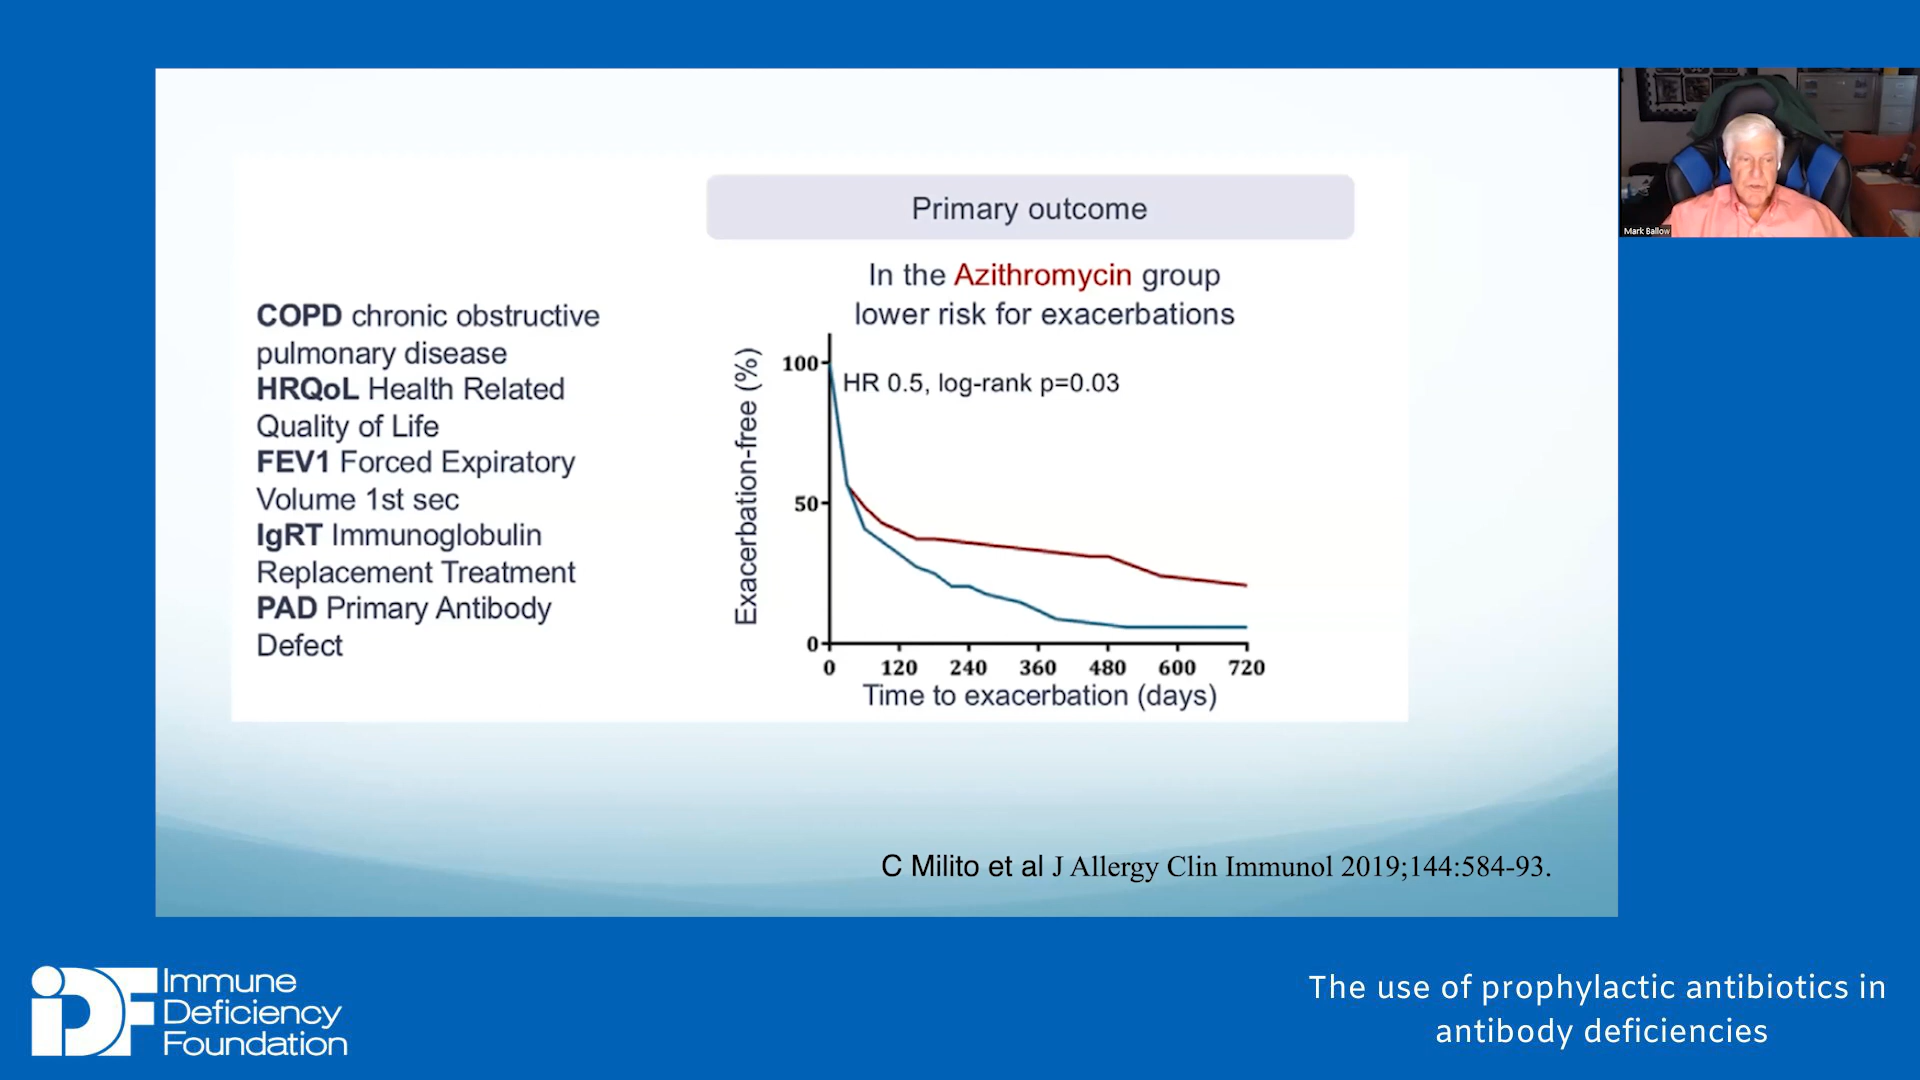 Primary outcome
In the Azithromycin group
lower risk for exacerbations
COPD chronic obstructive
pulmonary disease
HRQoL Health Related
Quality of Life
FEV1 Forced Expiratory
Volume 1st sec
IgRT Immunoglobulin
Replacement Treatment
PAD Primary Antibody
Defect
HR 0.5, log-rank p=0.03
Exacerbation-free (%)
100
50
0
0 120 240 360 480 600 720
Time to exacerbation (days)
C Milito et al J Allergy Clin Immunol 2019;144:584-93.
Mark Ballow
iDF
Immune
Deficiency
Foundation
The use of prophylactic antibiotics in
antibody deficiencies